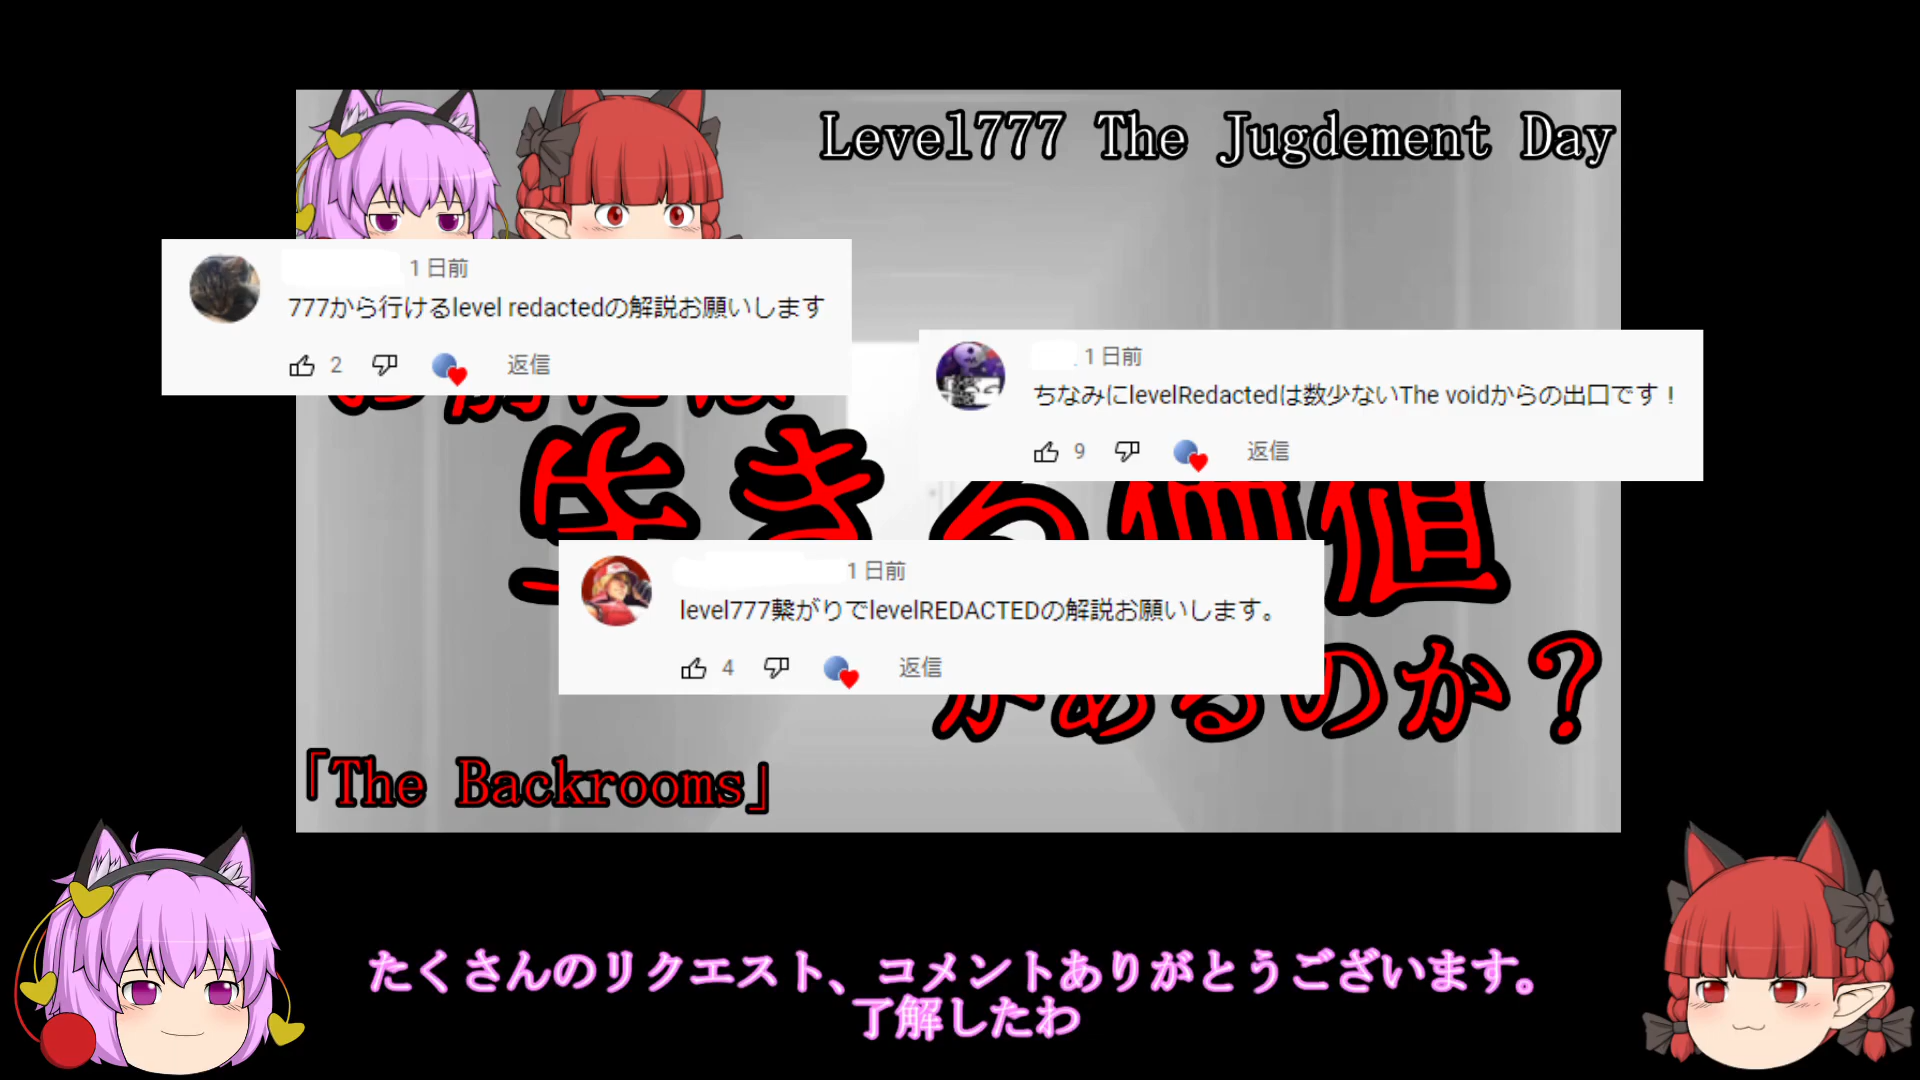 Level777 The Jugdement Day
1 日前
777から行けるlevel redactedの解説お願いします
2
返信
1 日前
ちなみにlevelRedactedは数少ないThe voidからの出口です！
9
返信
生きる価値
1 日前
level777繋がりでlevelREDACTEDの解説お願いします。
4
返信
があるのか？
「The Backrooms」
たくさんのリクエスト、コメントありがとうございます。
了解したわ